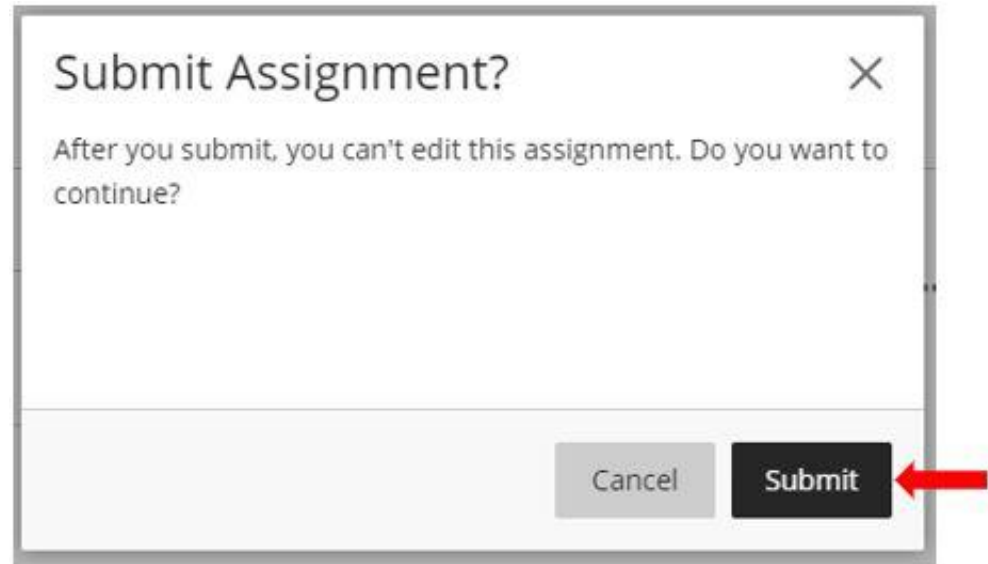 Submit Assignment?
After you submit, you can't edit this assignment. Do you want to
continue?
Cancel
Submit